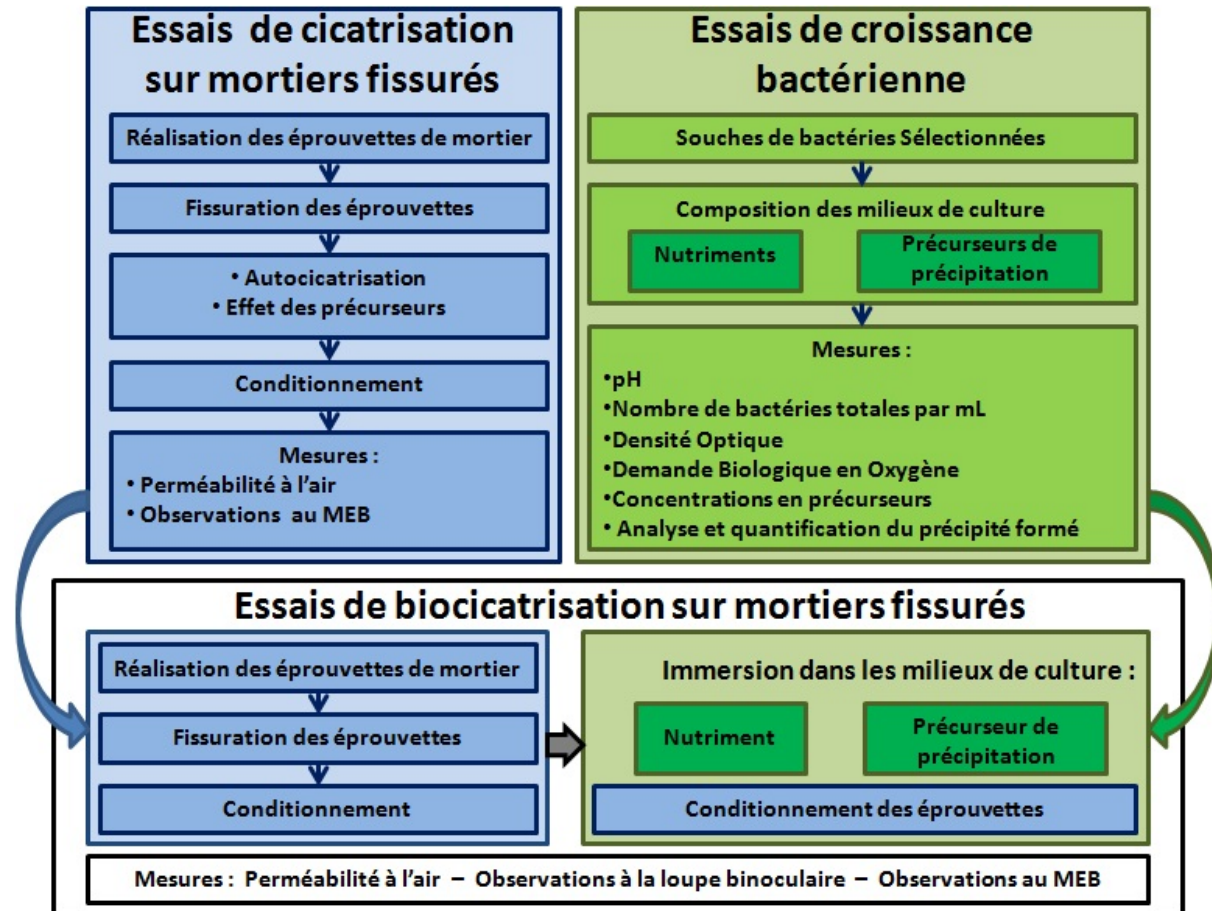 Essais de cicatrisation
sur mortiers fissurés
Réalisation des éprouvettes de mortier
Fissuration des éprouvettes
• Autocicatrisation
• Effet des précurseurs
Conditionnement
Mesures :
• Perméabilité à l'air
• Observations au MEB
Essais de croissance
bactérienne
Souches de bactéries Sélectionnées
Composition des milieux de culture
Nutriments
Précurseurs de
précipitation
Mesures :
•pH
•Nombre de bactéries totales par mL
•Densité Optique
•Demande Biologique en Oxygène
•Concentrations en précurseurs
• Analyse et quantification du précipité formé
Essais de biocicatrisation sur mortiers fissurés
Réalisation des éprouvettes de mortier
Fissuration des éprouvettes
Conditionnement
Immersion dans les milieux de culture :
Nutriment
Précurseur de
précipitation
Conditionnement des éprouvettes
Mesures : Perméabilité à l'air – Observations à la loupe binoculaire – Observations au MEB